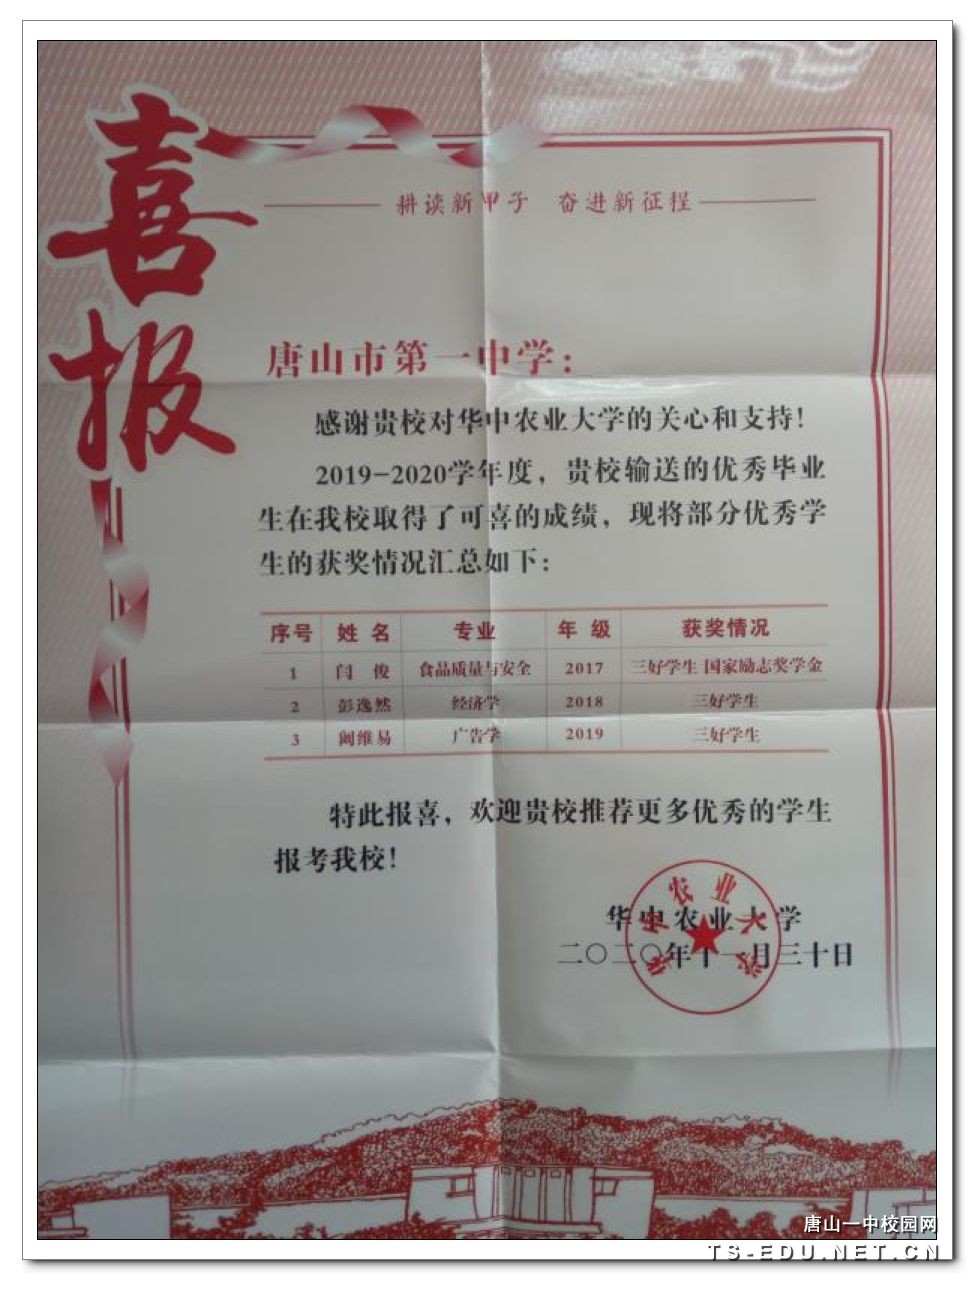 喜报
耕读新甲子 奋进新征程
唐山市第一中学：
感谢贵校对华中农业大学的关心和支持！
2019-2020学年度，贵校输送的优秀毕业
生在我校取得了可喜的成绩，现将部分优秀学
生的获奖情况汇总如下：
序号 姓名 专业 年级 获奖情况
1 闫俊 食品质量与安全 2017 三好学生 国家励志奖学金
2 彭逸然 经济学 2018 三好学生
3 阚维易 广告学 2019 三好学生
特此报喜，欢迎贵校推荐更多优秀的学生
报考我校！
华中农业大学
华中农业大学
二〇二〇年十一月三十日
唐山一中校园网
TS-EDU.NET.CN